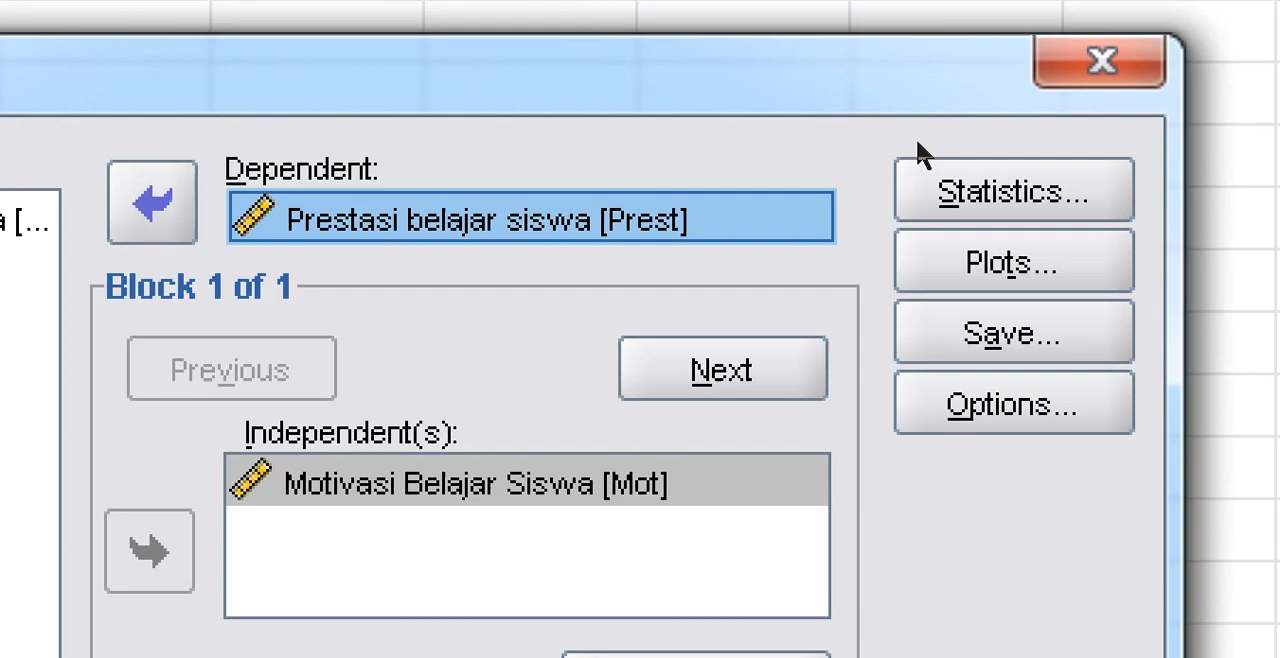 Dependent:
a [...
Prestasi belajar siswa [Prest]
Block 1 of 1
Previous
Next
Independent(s):
Motivasi Belajar Siswa [Mot]
Statistics...
Plots...
Save...
Options...